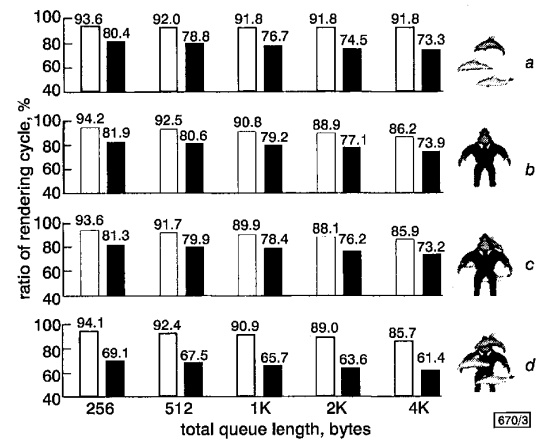 ratio of rendering cycle, %
100 80 60 40
93.6 80.4 92.0 78.8 91.8 76.7 91.8 74.5 91.8 73.3
a
100 80 60 40
94.2 81.9 92.5 80.6 90.8 79.2 88.9 77.1 86.2 73.9
b
100 80 60 40
93.6 81.3 91.7 79.9 89.9 78.4 88.1 76.2 85.9 73.2
c
100 80 60 40
94.1 69.1 92.4 67.5 90.9 65.7 89.0 63.6 85.7 61.4
d
256 512 1K 2K 4K
total queue length, bytes
670/3